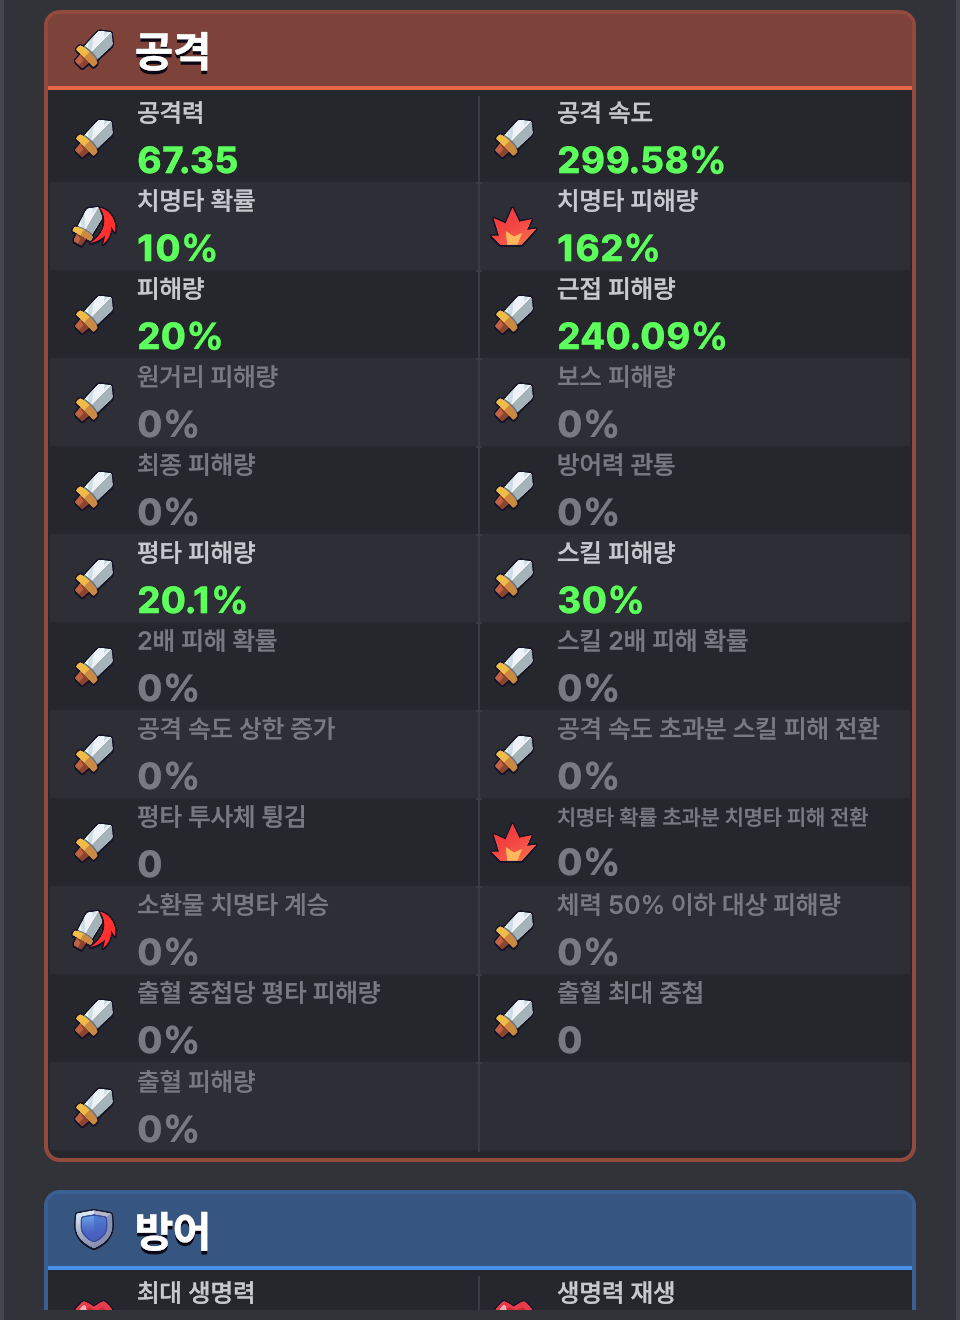 공격
공격력
공격 속도
67.35
299.58%
치명타 확률
치명타 피해량
10%
162%
피해량
근접 피해량
20%
240.09%
원거리 피해량
보스 피해량
0%
0%
최종 피해량
방어력 관통
0%
0%
평타 피해량
스킬 피해량
20.1%
30%
2배 피해 확률
스킬 2배 피해 확률
0%
0%
공격 속도 상한 증가
공격 속도 초과분 스킬 피해 전환
0%
0%
평타 투사체 튕김
치명타 확률 초과분 치명타 피해 전환
0
0%
소환물 치명타 계승
체력 50% 이하 대상 피해량
0%
0%
출혈 중첩당 평타 피해량
출혈 최대 중첩
0%
0
출혈 피해량
0%
방어
최대 생명력
생명력 재생